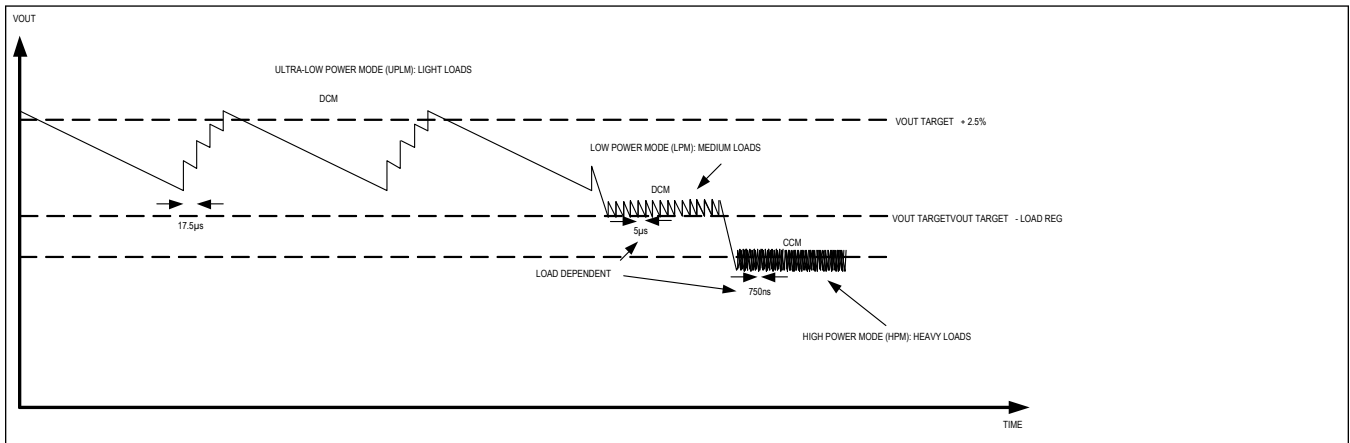 VOUT
ULTRA-LOW POWER MODE (UPLM): LIGHT LOADS
DCM
VOUT TARGET + 2.5%
LOW POWER MODE (LPM): MEDIUM LOADS
DCM
17.5µs
VOUT TARGETVOUT TARGET - LOAD REG
5µs
CCM
LOAD DEPENDENT
750ns
HIGH POWER MODE (HPM): HEAVY LOADS
TIME